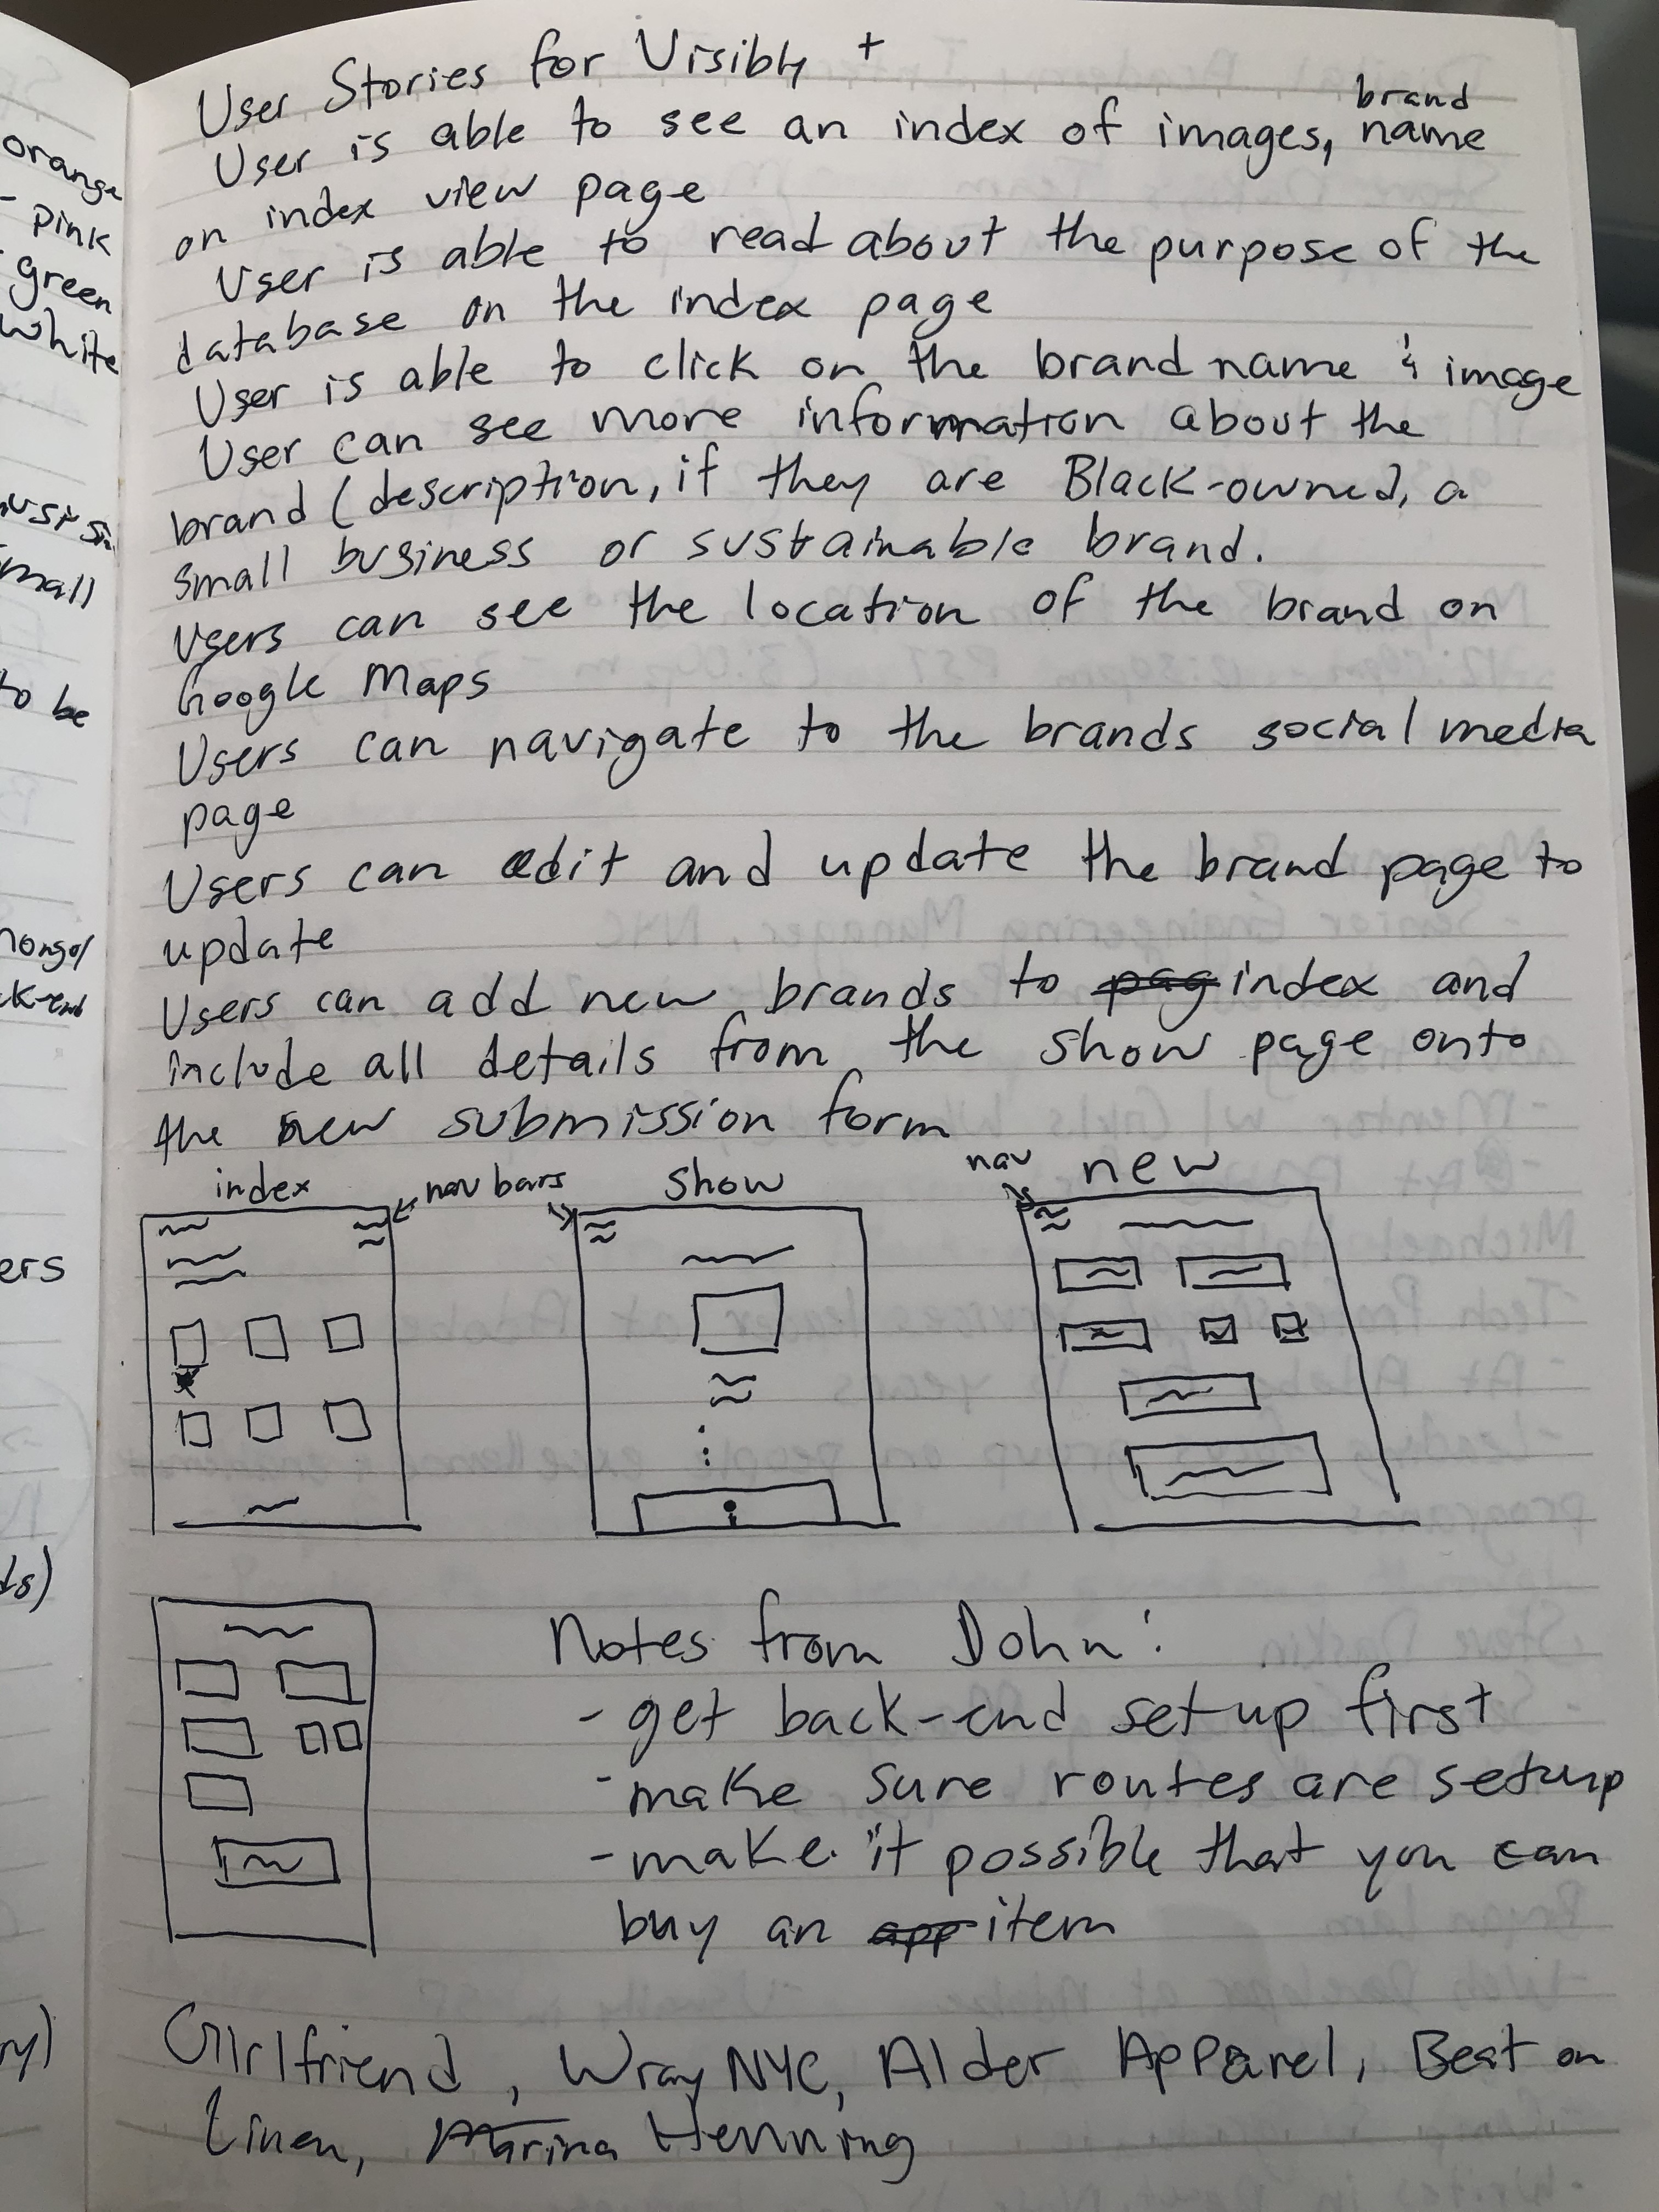 User Stories for Visibly +
brand
User is able to see an index of images, name
on index view page
User is able to read about the purpose of the
database on the index page
User is able to click on the brand name & image
User can see more information about the
brand (description, if they are Black-owned, a
small business or sustainable brand.
Users can see the location of the brand on
Google Maps
Users can navigate to the brands social media
page
Users can edit and update the brand page to
update
Users can add new brands to pag index and
include all details from the show page onto
the new submission form
index
nav bars
show
nav
new
Notes from Dohn:
- get back-end set up first
- make sure routes are setup
- make it possible that you can
buy an app item
Girlfriend, Wray NYC, Alder Apparel, Beat on
Linen, Marina Henning
orange
- pink
green
white
mall
to be
ck-end
ers
ds)
ry)